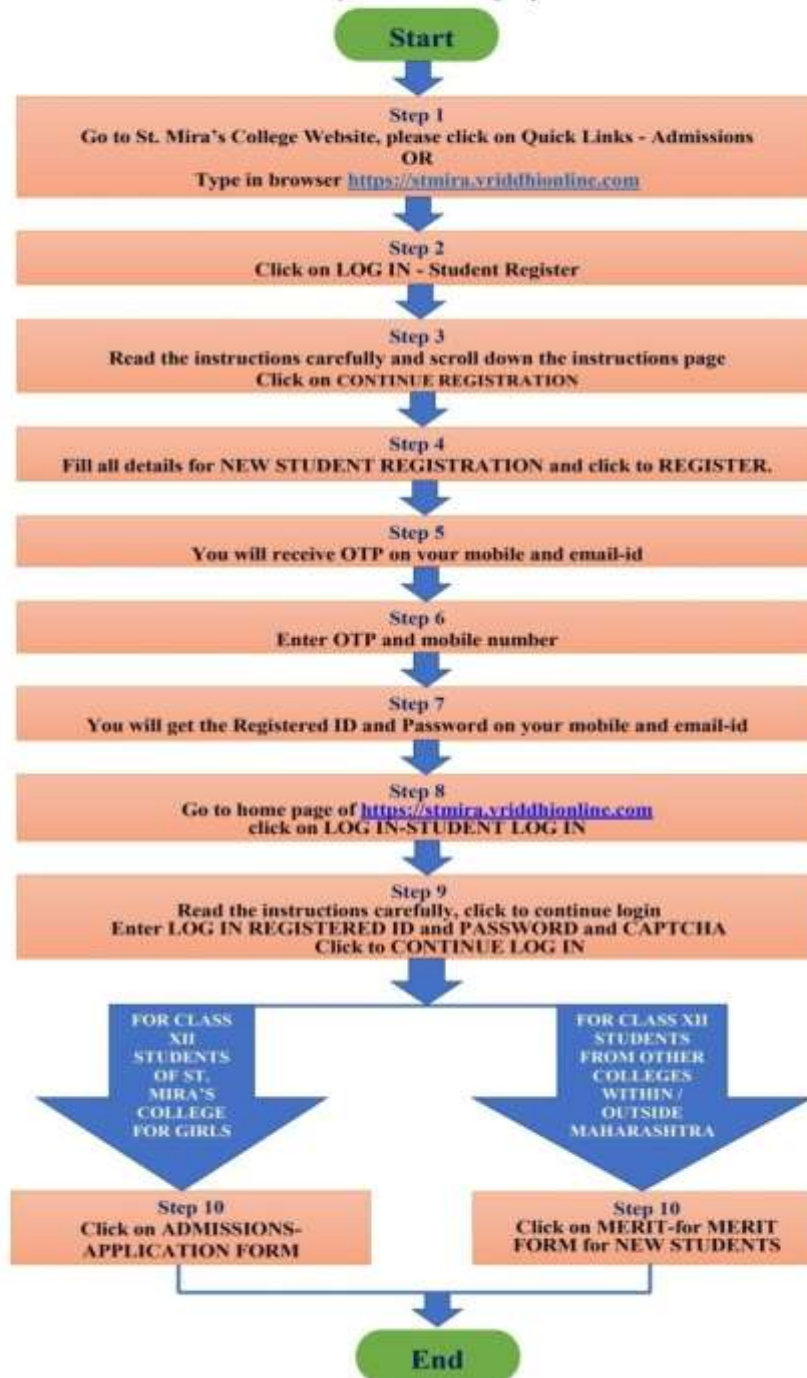 Start
Step 1
Go to St. Mira's College Website, please click on Quick Links - Admissions
OR
Type in browser https://stmira.vriddhionline.com
Step 2
Click on LOG IN - Student Register
Step 3
Read the instructions carefully and scroll down the instructions page
Click on CONTINUE REGISTRATION
Step 4
Fill all details for NEW STUDENT REGISTRATION and click to REGISTER.
Step 5
You will receive OTP on your mobile and email-id
Step 6
Enter OTP and mobile number
Step 7
You will get the Registered ID and Password on your mobile and email-id
Step 8
Go to home page of https://stmira.vriddhionline.com
click on LOG IN-STUDENT LOG IN
Step 9
Read the instructions carefully, click to continue login
Enter LOG IN REGISTERED ID and PASSWORD and CAPTCHA
Click to CONTINUE LOG IN
FOR CLASS
XII
STUDENTS
OF ST.
MIRA'S
COLLEGE
FOR GIRLS
FOR CLASS XII
STUDENTS
FROM OTHER
COLLEGES
WITHIN /
OUTSIDE
MAHARASHTRA
Step 10
Click on ADMISSIONS-
APPLICATION FORM
Step 10
Click on MERIT-for MERIT
FORM for NEW STUDENTS
End